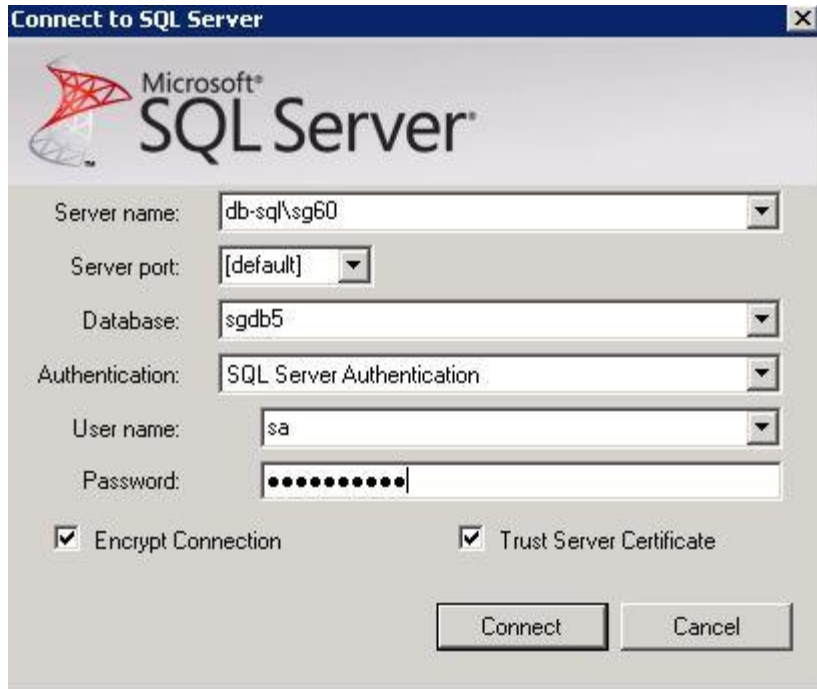 Connect to SQL Server
Microsoft®
SQL Server®
Server name: db-sql\sg60
Server port: [default]
Database: sgdb5
Authentication: SQL Server Authentication
User name: sa
Password: ●●●●●●●●●●
Encrypt Connection Trust Server Certificate
Connect Cancel